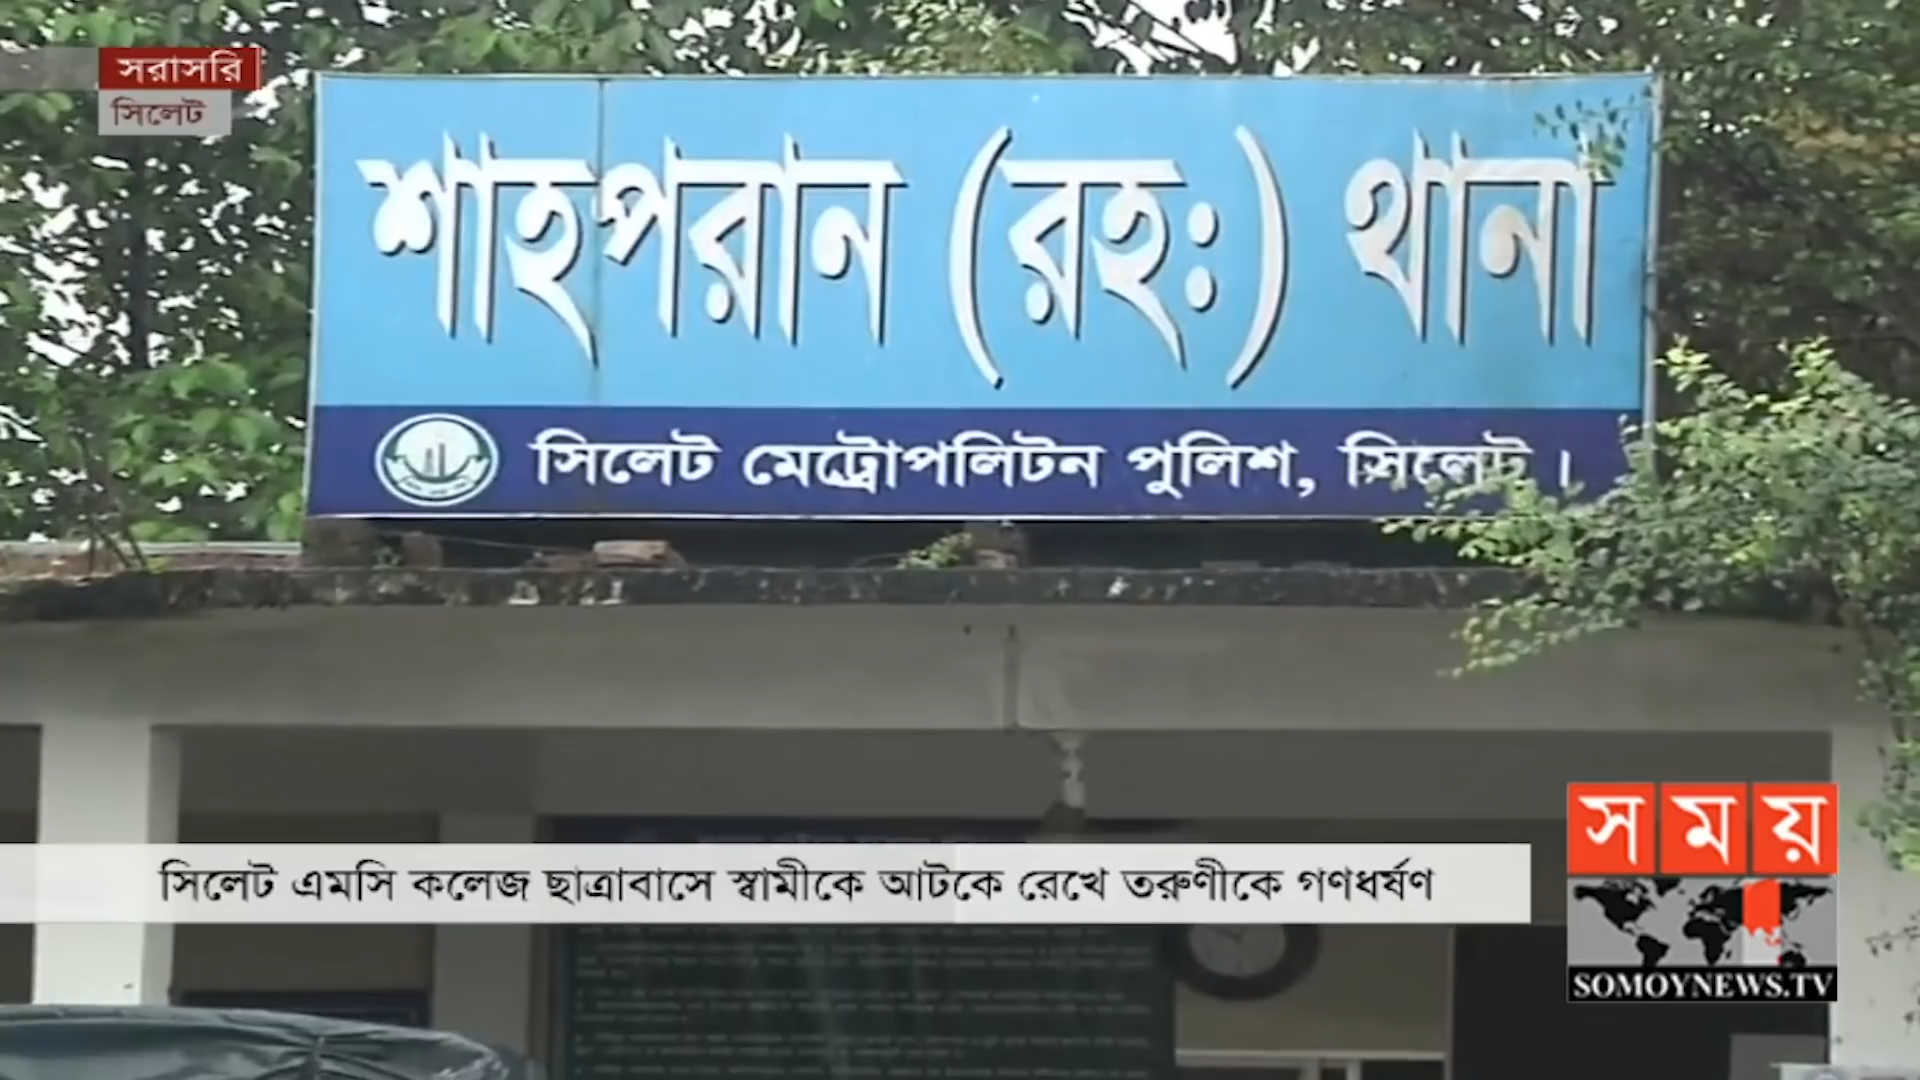 সরাসরি
সিলেট
শাহপরান (রহঃ) থানা
সিলেট মেট্রোপলিটন পুলিশ, সিলেট।
সিলেট এমসি কলেজ ছাত্রাবাসে স্বামীকে আটকে রেখে তরুণীকে গণধর্ষণ
সময়
SOMOYNEWS.TV